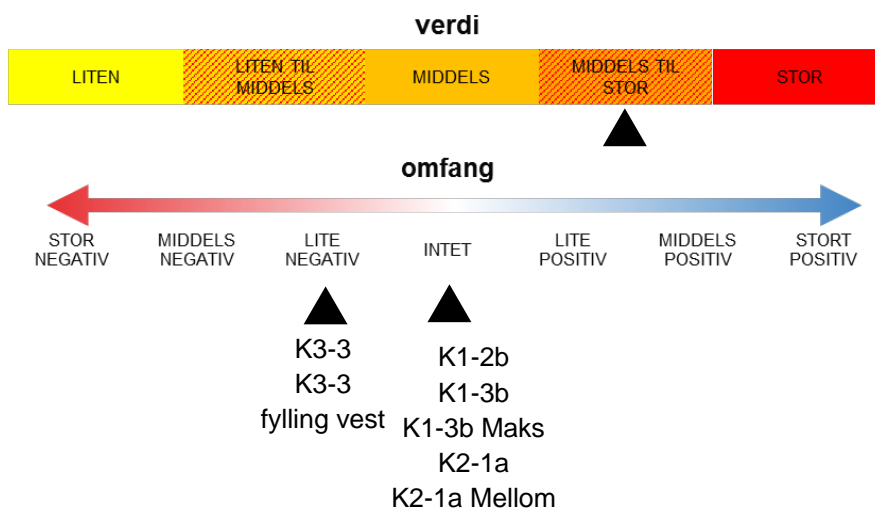 verdi
LITEN
LITEN TIL
MIDDELS
MIDDELS
MIDDELS TIL
STOR
STOR
omfang
STOR
NEGATIV
MIDDELS
NEGATIV
LITE
NEGATIV
INTET
LITE
POSITIV
MIDDELS
POSITIV
STORT
POSITIV
K3-3
K3-3
fylling vest
K1-2b
K1-3b
K1-3b Maks
K2-1a
K2-1a Mellom